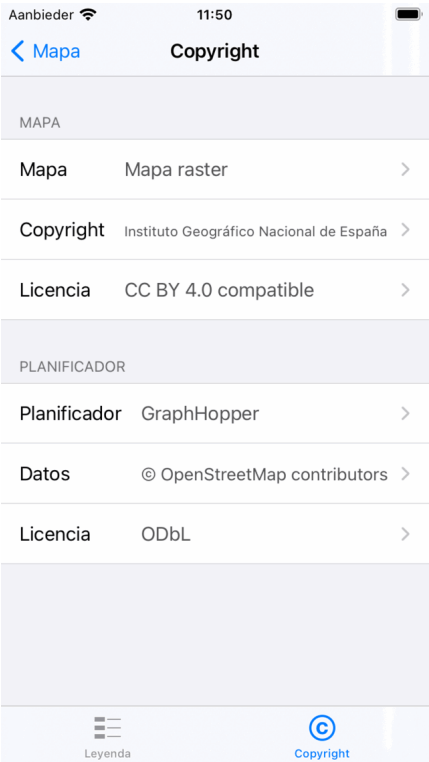 Aanbieder 11:50
Mapa Copyright
MAPA
Mapa Mapa raster
Copyright Instituto Geográfico Nacional de España
Licencia CC BY 4.0 compatible
PLANIFICADOR
Planificador GraphHopper
Datos © OpenStreetMap contributors
Licencia ODbL
Leyenda Copyright